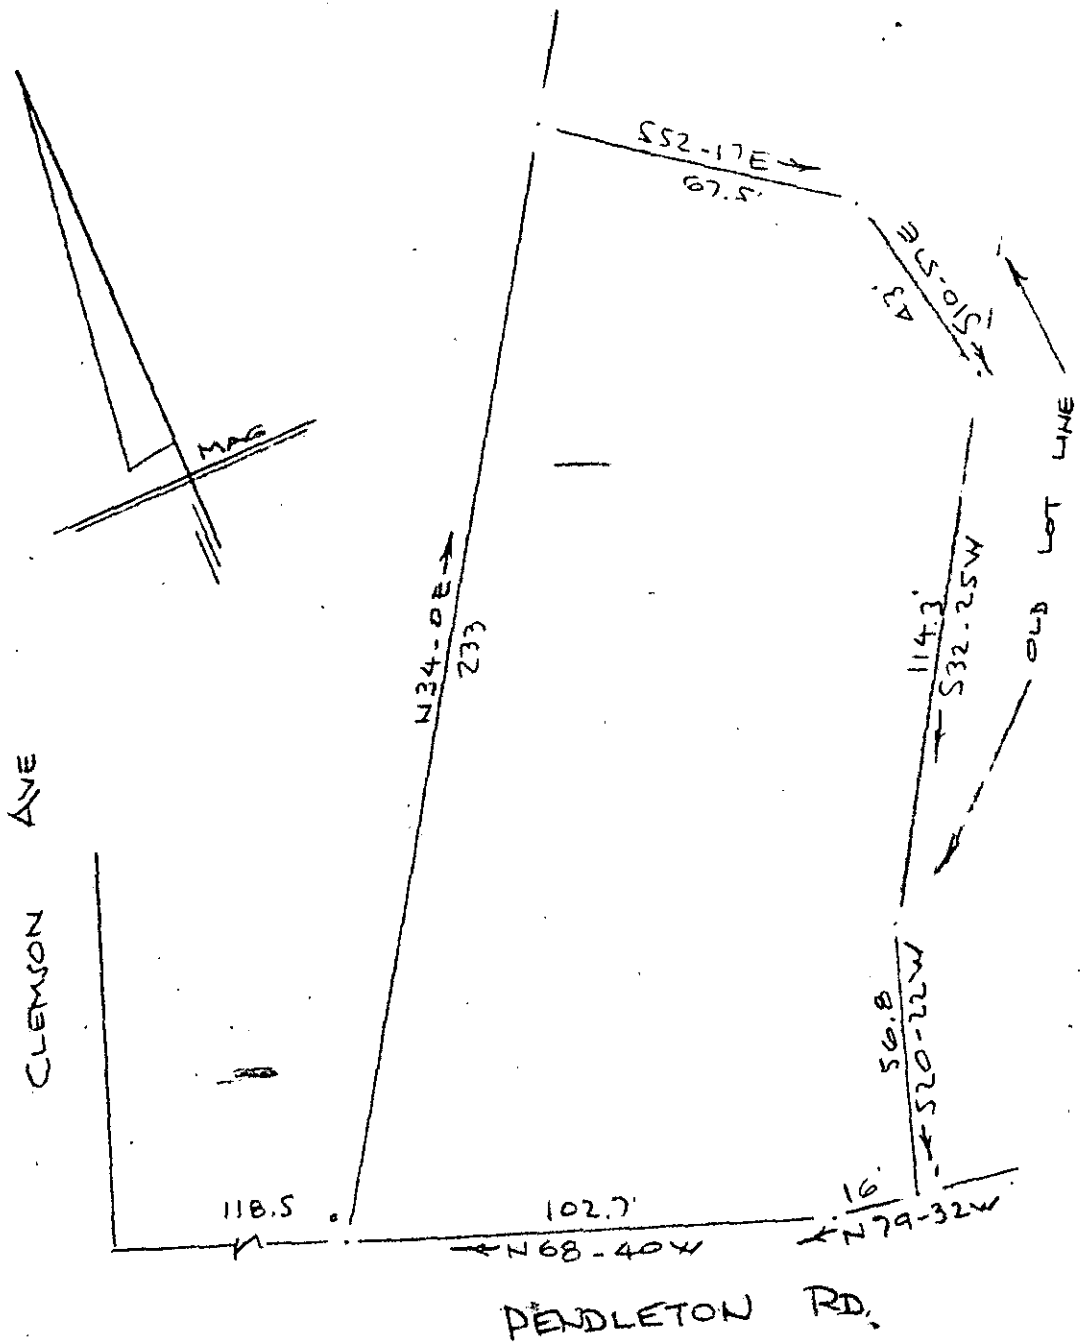 S52-17E
67.5'
S10-53E
43'
MAG
OLD LOT LINE
N34-0E
233
114.3'
S32-25W
CLEMSON AVE
56.8
S20-22W
118.5
102.7'
16'
N68-40W
N79-32W
PENDLETON RD.